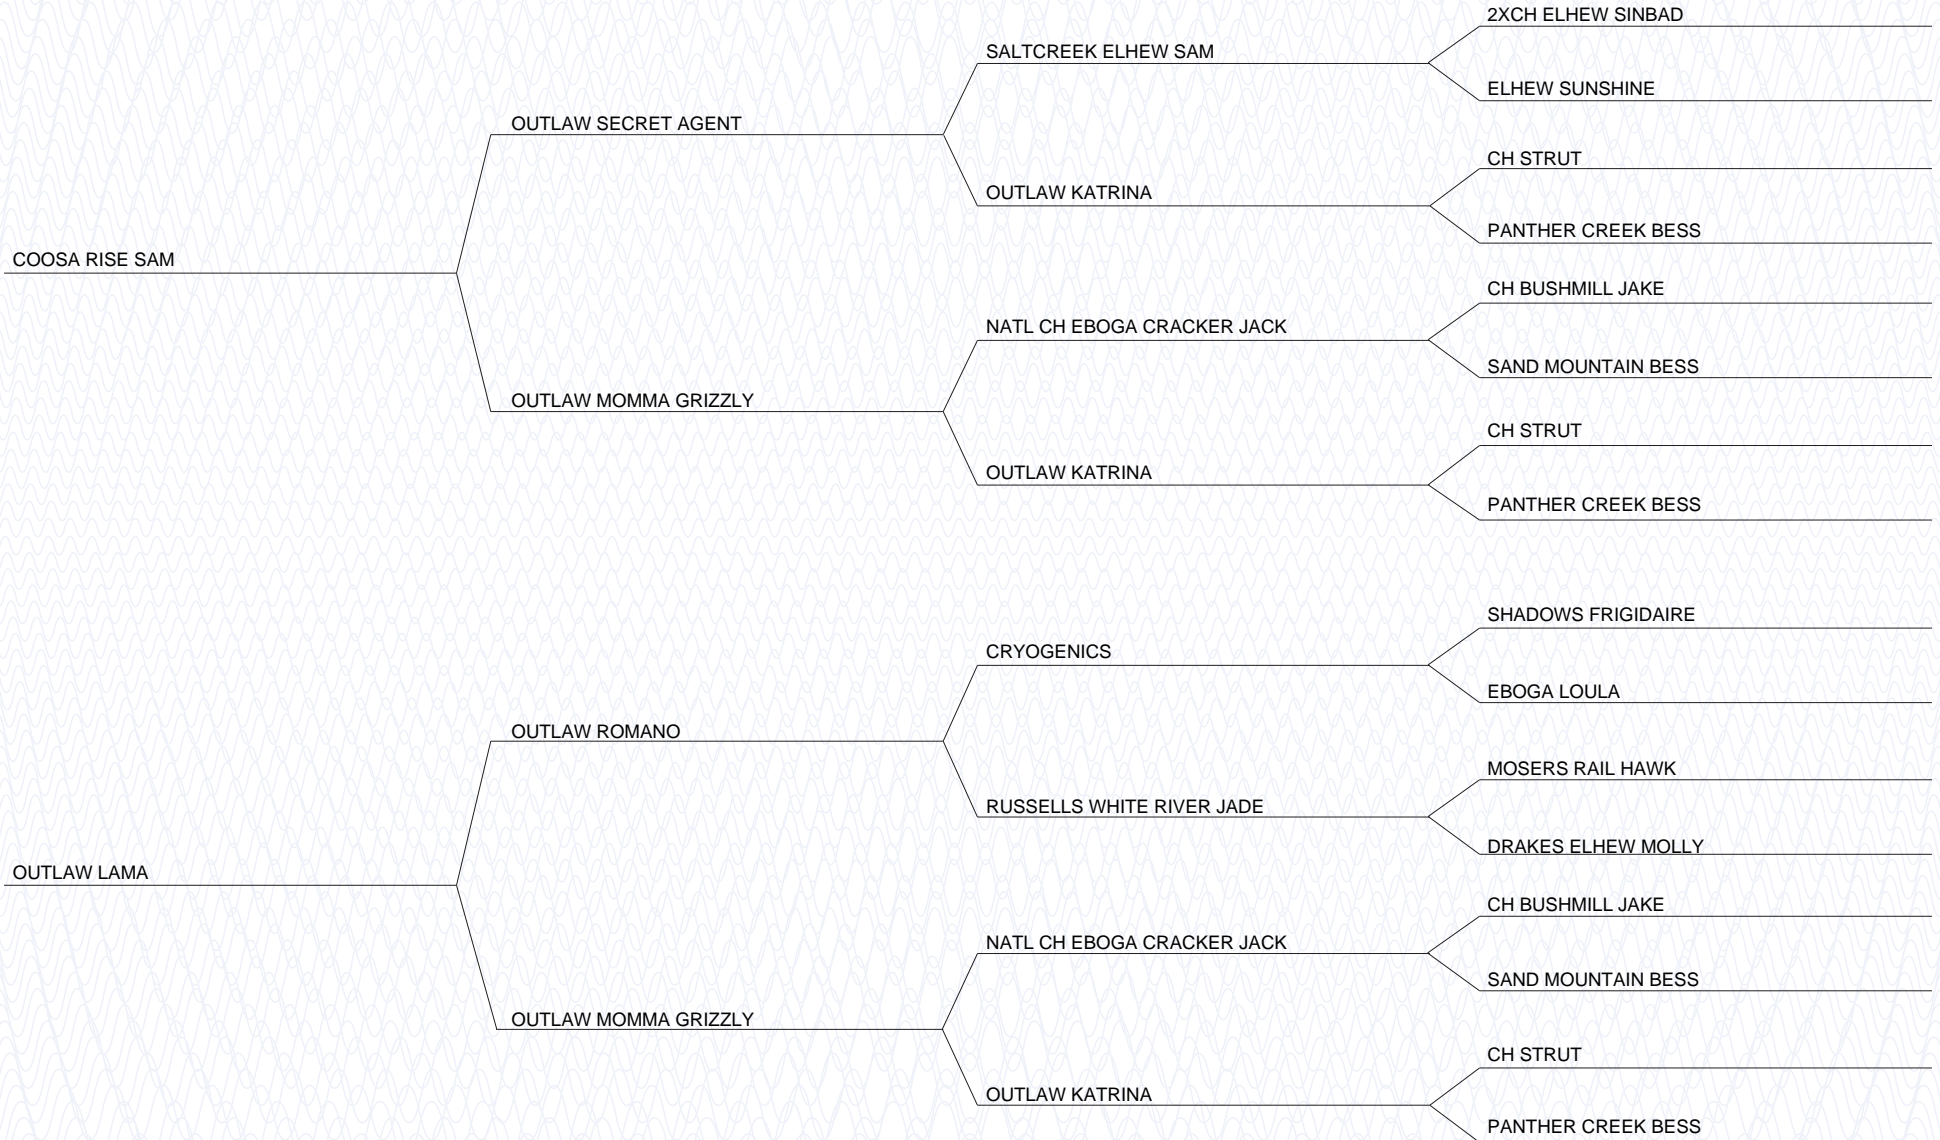 2XCH ELHEW SINBAD
SALTCREEK ELHEW SAM
ELHEW SUNSHINE
OUTLAW SECRET AGENT
CH STRUT
OUTLAW KATRINA
PANTHER CREEK BESS
COOSA RISE SAM
CH BUSHMILL JAKE
NATL CH EBOGA CRACKER JACK
SAND MOUNTAIN BESS
OUTLAW MOMMA GRIZZLY
CH STRUT
OUTLAW KATRINA
PANTHER CREEK BESS
SHADOWS FRIGIDAIRE
CRYOGENICS
EBOGA LOULA
OUTLAW ROMANO
MOSERS RAIL HAWK
RUSSELLS WHITE RIVER JADE
DRAKES ELHEW MOLLY
OUTLAW LAMA
CH BUSHMILL JAKE
NATL CH EBOGA CRACKER JACK
SAND MOUNTAIN BESS
OUTLAW MOMMA GRIZZLY
CH STRUT
OUTLAW KATRINA
PANTHER CREEK BESS